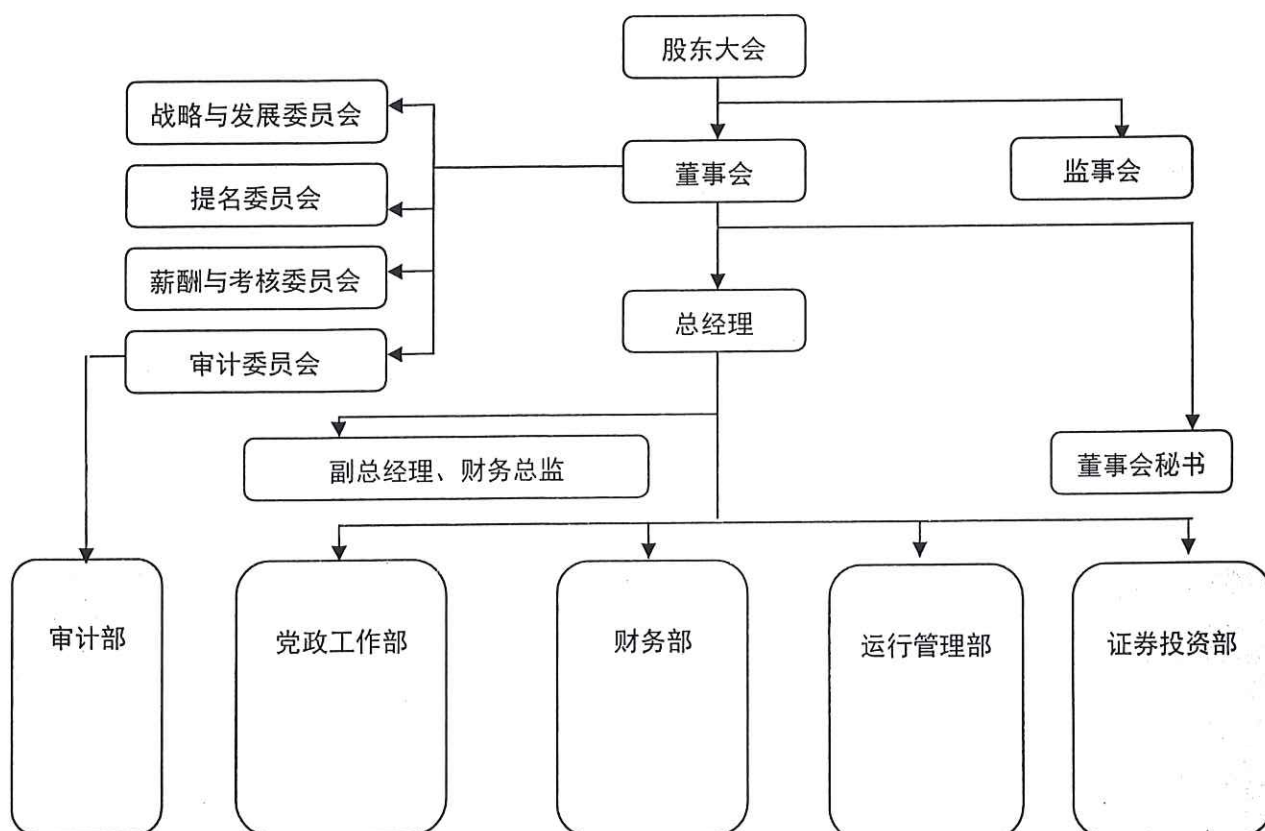 股东大会
战略与发展委员会
董事会
监事会
提名委员会
薪酬与考核委员会
总经理
审计委员会
副总经理、财务总监
董事会秘书
审计部
党政工作部
财务部
运行管理部
证券投资部